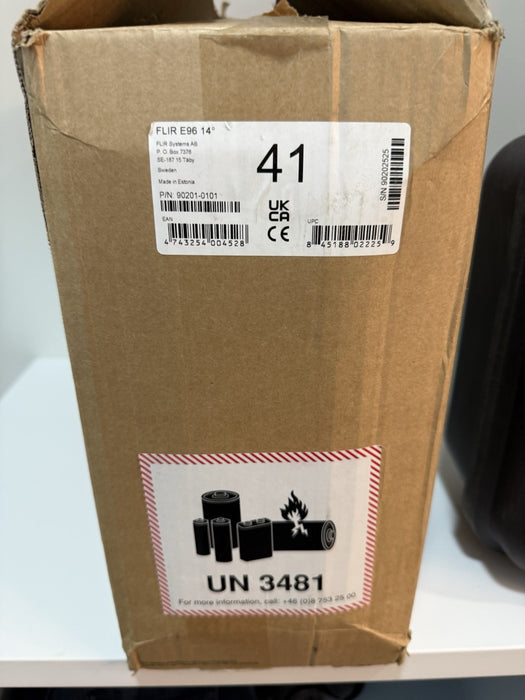 FLIR E96 14°
FLIR Systems AB
P. O. Box 7376
SE-187 15 Täby
Sweden
Made in Estonia
P/N: 90201-0101
41
S/N 90202525
EAN
4 743254 004528
UK
CA
CE
UPC
8 45188 02225 9
UN 3481
For more information, call: +46 (0)8 753 25 00